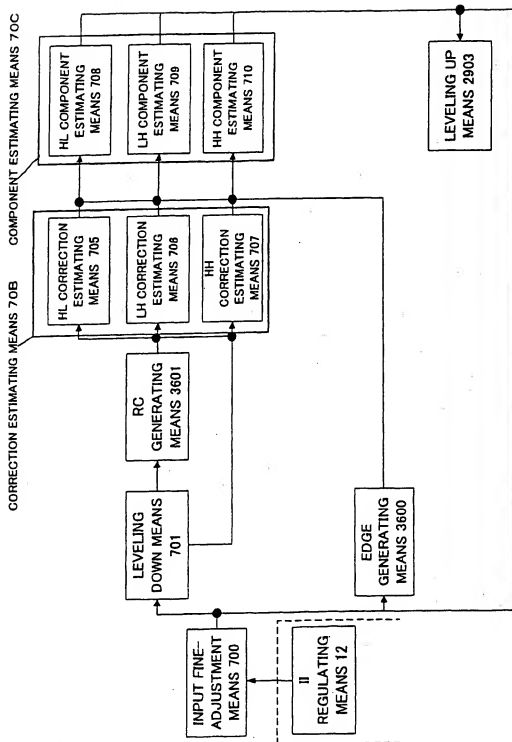 CORRECTION ESTIMATING MEANS 70B
COMPONENT ESTIMATING MEANS 70C
INPUT FINE-
ADJUSTMENT
MEANS 700
II
REGULATING
MEANS 12
LEVELING
DOWN MEANS
701
EDGE
GENERATING
MEANS 3600
RC
GENERATING
MEANS 3601
HL CORRECTION
ESTIMATING
MEANS 705
LH CORRECTION
ESTIMATING
MEANS 706
HH
CORRECTION
ESTIMATING
MEANS 707
HL COMPONENT
ESTIMATING
MEANS 708
LH COMPONENT
ESTIMATING
MEANS 709
HH COMPONENT
ESTIMATING
MEANS 710
LEVELING UP
MEANS 2903